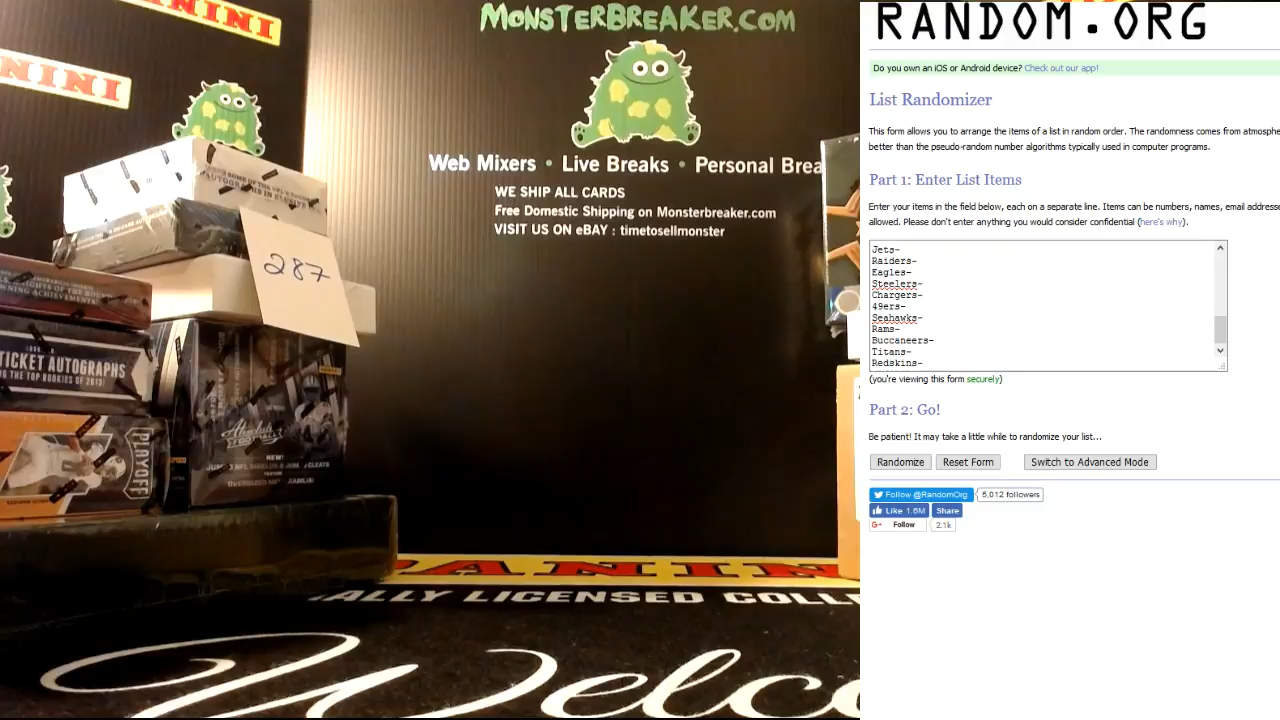 PANINI
MONSTERBREAKER.COM
Web Mixers • Live Breaks • Personal Brea
WE SHIP ALL CARDS
Free Domestic Shipping on Monsterbreaker.com
VISIT US ON eBAY : timetosellmonster
287
TICKET AUTOGRAPHS
PLAYOFF
Absolute
FOOTBALL
NEW!
PANINI
ALLY LICENSED COLL
Welco
RANDOM.ORG
Do you own an iOS or Android device? Check out our app!
List Randomizer
This form allows you to arrange the items of a list in random order. The randomness comes from atmosphe
better than the pseudo-random number algorithms typically used in computer programs.
Part 1: Enter List Items
Enter your items in the field below, each on a separate line. Items can be numbers, names, email addresse
allowed. Please don't enter anything you would consider confidential (here's why).
Jets-
Raiders-
Eagles-
Steelers-
Chargers-
49ers-
Seahawks-
Rams-
Buccaneers-
Titans-
Redskins-
(you're viewing this form securely)
Part 2: Go!
Be patient! It may take a little while to randomize your list...
Randomize Reset Form Switch to Advanced Mode
Follow @RandomOrg 5,012 followers
Like 1.6M Share
G+ Follow 2.1k